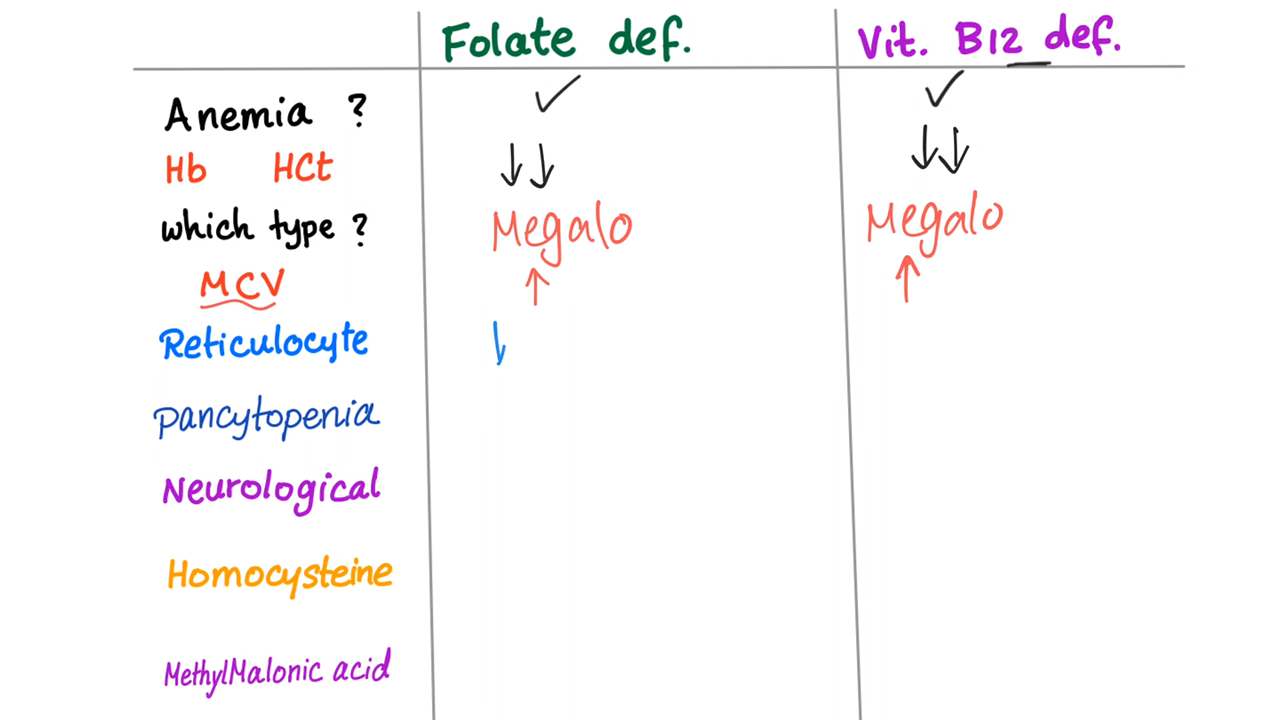 Folate def. Vit. B12 def.
Anemia ? ✓ ✓
Hb HCt ↓↓ ↓↓
which type ? Megalo Megalo
MCV ↑ ↑
Reticulocyte ↓
Pancytopenia
Neurological
Homocysteine
MethylMalonic acid